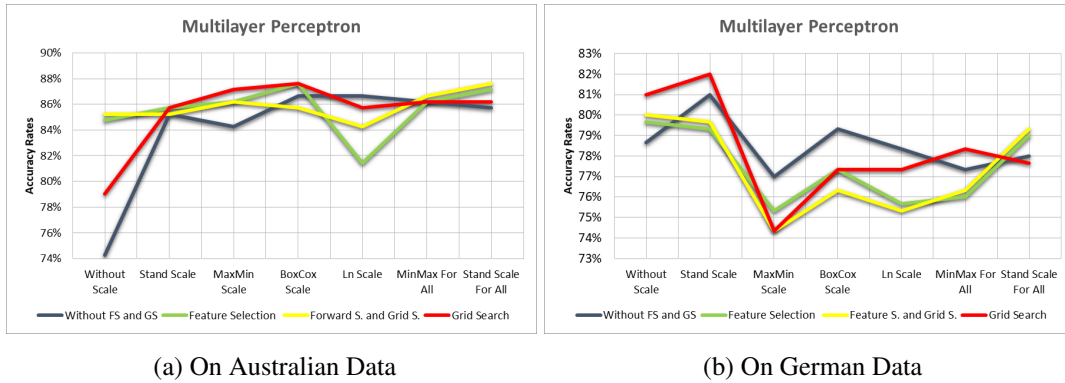 Multilayer Perceptron
90%
88%
86%
84%
82%
80%
78%
76%
74%
Accuracy Rates
Without Scale
Stand Scale
MaxMin Scale
BoxCox Scale
Ln Scale
MinMax For All
Stand Scale For All
Without FS and GS
Feature Selection
Forward S. and Grid S.
Grid Search
(a) On Australian Data
Multilayer Perceptron
83%
82%
81%
80%
79%
78%
77%
76%
75%
74%
73%
Accuracy Rates
Without Scale
Stand Scale
MaxMin Scale
BoxCox Scale
Ln Scale
MinMax For All
Stand Scale For All
Without FS and GS
Feature Selection
Feature S. and Grid S.
Grid Search
(b) On German Data